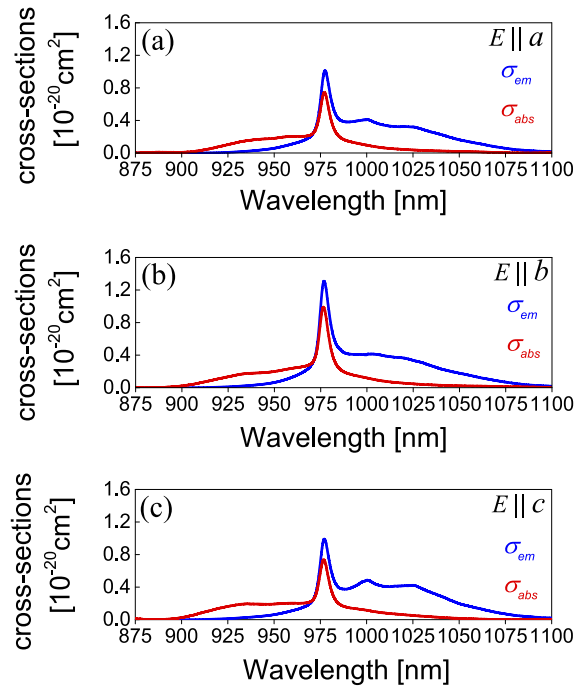 (a)
E || a
σem
σabs
cross-sections
[10-20cm2]
1.6
1.2
0.8
0.4
0.0
875 900 925 950 975 1000 1025 1050 1075 1100
Wavelength [nm]
(b)
E || b
σem
σabs
cross-sections
[10-20cm2]
1.6
1.2
0.8
0.4
0.0
875 900 925 950 975 1000 1025 1050 1075 1100
Wavelength [nm]
(c)
E || c
σem
σabs
cross-sections
[10-20cm2]
1.6
1.2
0.8
0.4
0.0
875 900 925 950 975 1000 1025 1050 1075 1100
Wavelength [nm]